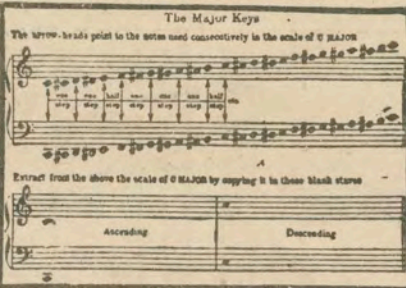 The Major Keys
The arrow-heads point to the notes used consecutively in the scale of C MAJOR
one one half one one one half
step step step step step step step
Extract from the above the scale of C MAJOR by copying it in these blank staves
Ascending Descending